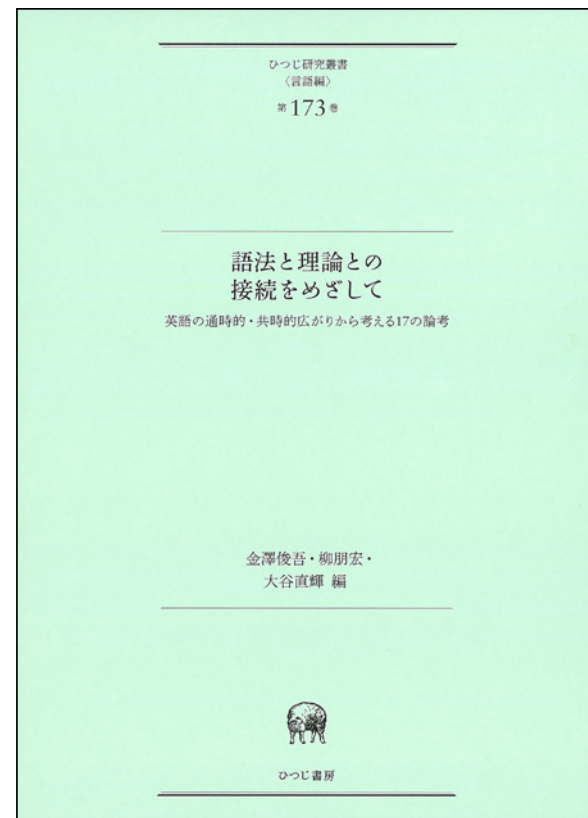 ひつじ研究叢書
〈言語編〉
第173巻
語法と理論との
接続をめざして
英語の通時的・共時的広がりから考える17の論考
金澤俊吾・柳朋宏・
大谷直輝 編
ひつじ書房